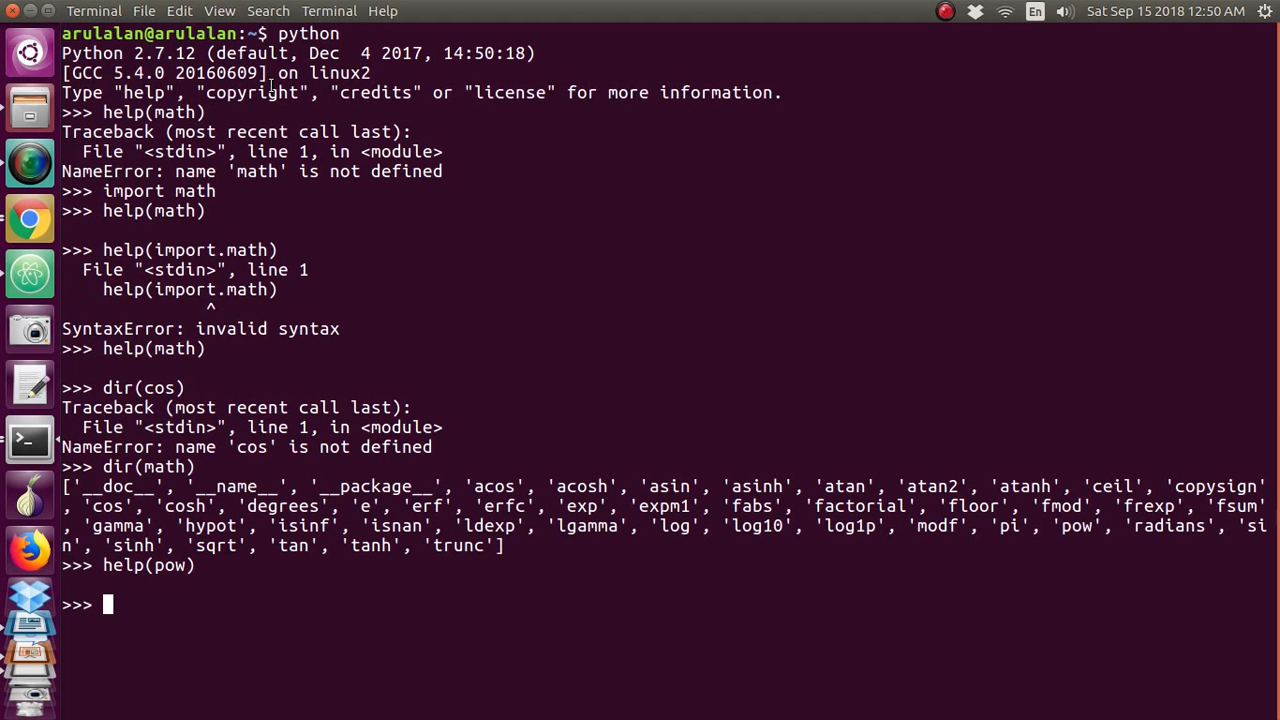 Terminal File Edit View Search Terminal Help En Sat Sep 15 2018 12:50 AM
arulalan@arulalan:~$ python
Python 2.7.12 (default, Dec  4 2017, 14:50:18)
[GCC 5.4.0 20160609] on linux2
Type "help", "copyright", "credits" or "license" for more information.
>>> help(math)
Traceback (most recent call last):
  File "<stdin>", line 1, in <module>
NameError: name 'math' is not defined
>>> import math
>>> help(math)
>>> help(import.math)
  File "<stdin>", line 1
    help(import.math)
              ^
SyntaxError: invalid syntax
>>> help(math)
>>> dir(cos)
Traceback (most recent call last):
  File "<stdin>", line 1, in <module>
NameError: name 'cos' is not defined
>>> dir(math)
['__doc__', '__name__', '__package__', 'acos', 'acosh', 'asin', 'asinh', 'atan', 'atan2', 'atanh', 'ceil', 'copysign'
, 'cos', 'cosh', 'degrees', 'e', 'erf', 'erfc', 'exp', 'expm1', 'fabs', 'factorial', 'floor', 'fmod', 'frexp', 'fsum'
, 'gamma', 'hypot', 'isinf', 'isnan', 'ldexp', 'lgamma', 'log', 'log10', 'log1p', 'modf', 'pi', 'pow', 'radians', 'si
n', 'sinh', 'sqrt', 'tan', 'tanh', 'trunc']
>>> help(pow)
>>>